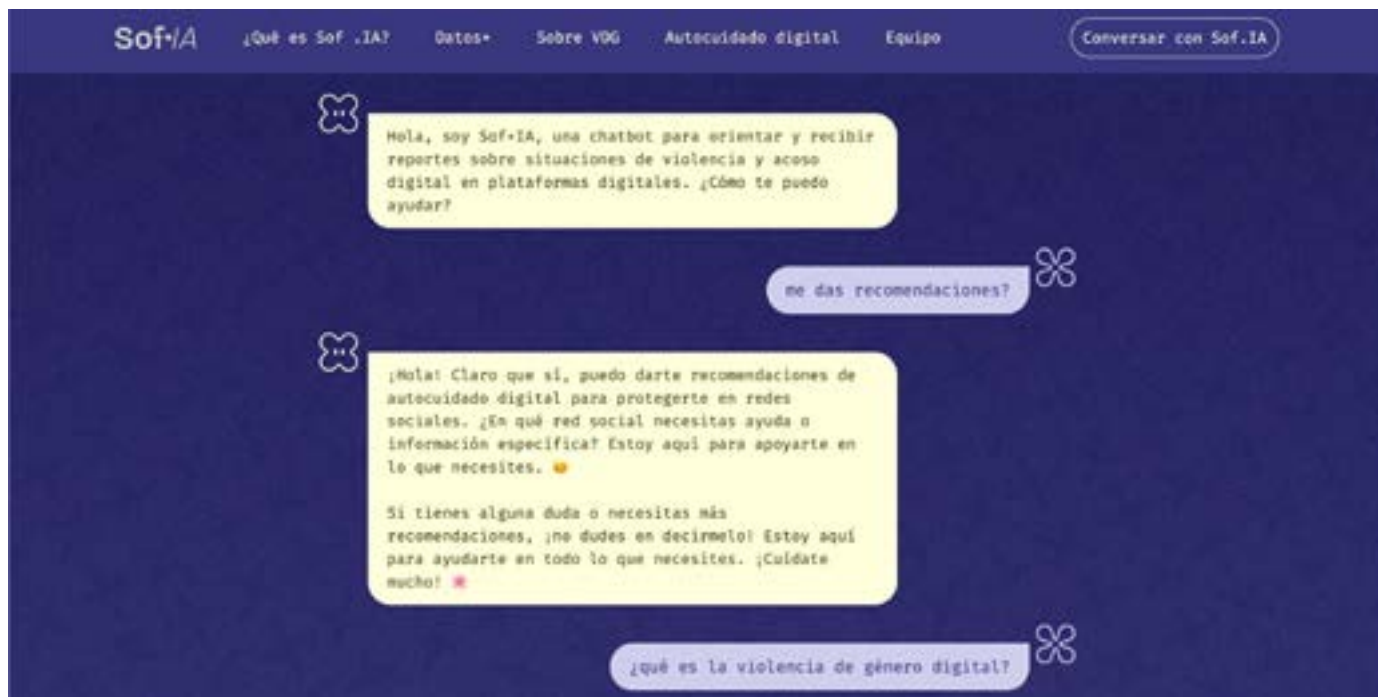 Sof·IA
¿Qué es Sof .IA?
Datos+
Sobre VDG
Autocuidado digital
Equipo
Conversar con Sof.IA
Hola, soy Sof•IA, una chatbot para orientar y recibir
reportes sobre situaciones de violencia y acoso
digital en plataformas digitales. ¿Cómo te puedo
ayudar?
me das recomendaciones?
¡Hola! Claro que sí, puedo darte recomendaciones de
autocuidado digital para protegerte en redes
sociales. ¿En qué red social necesitas ayuda o
información específica? Estoy aquí para apoyarte en
lo que necesites. 😊
Si tienes alguna duda o necesitas más
recomendaciones, ¡no dudes en decírmelo! Estoy aquí
para ayudarte en todo lo que necesites. ¡Cuídate
mucho! 🌸
¿qué es la violencia de género digital?